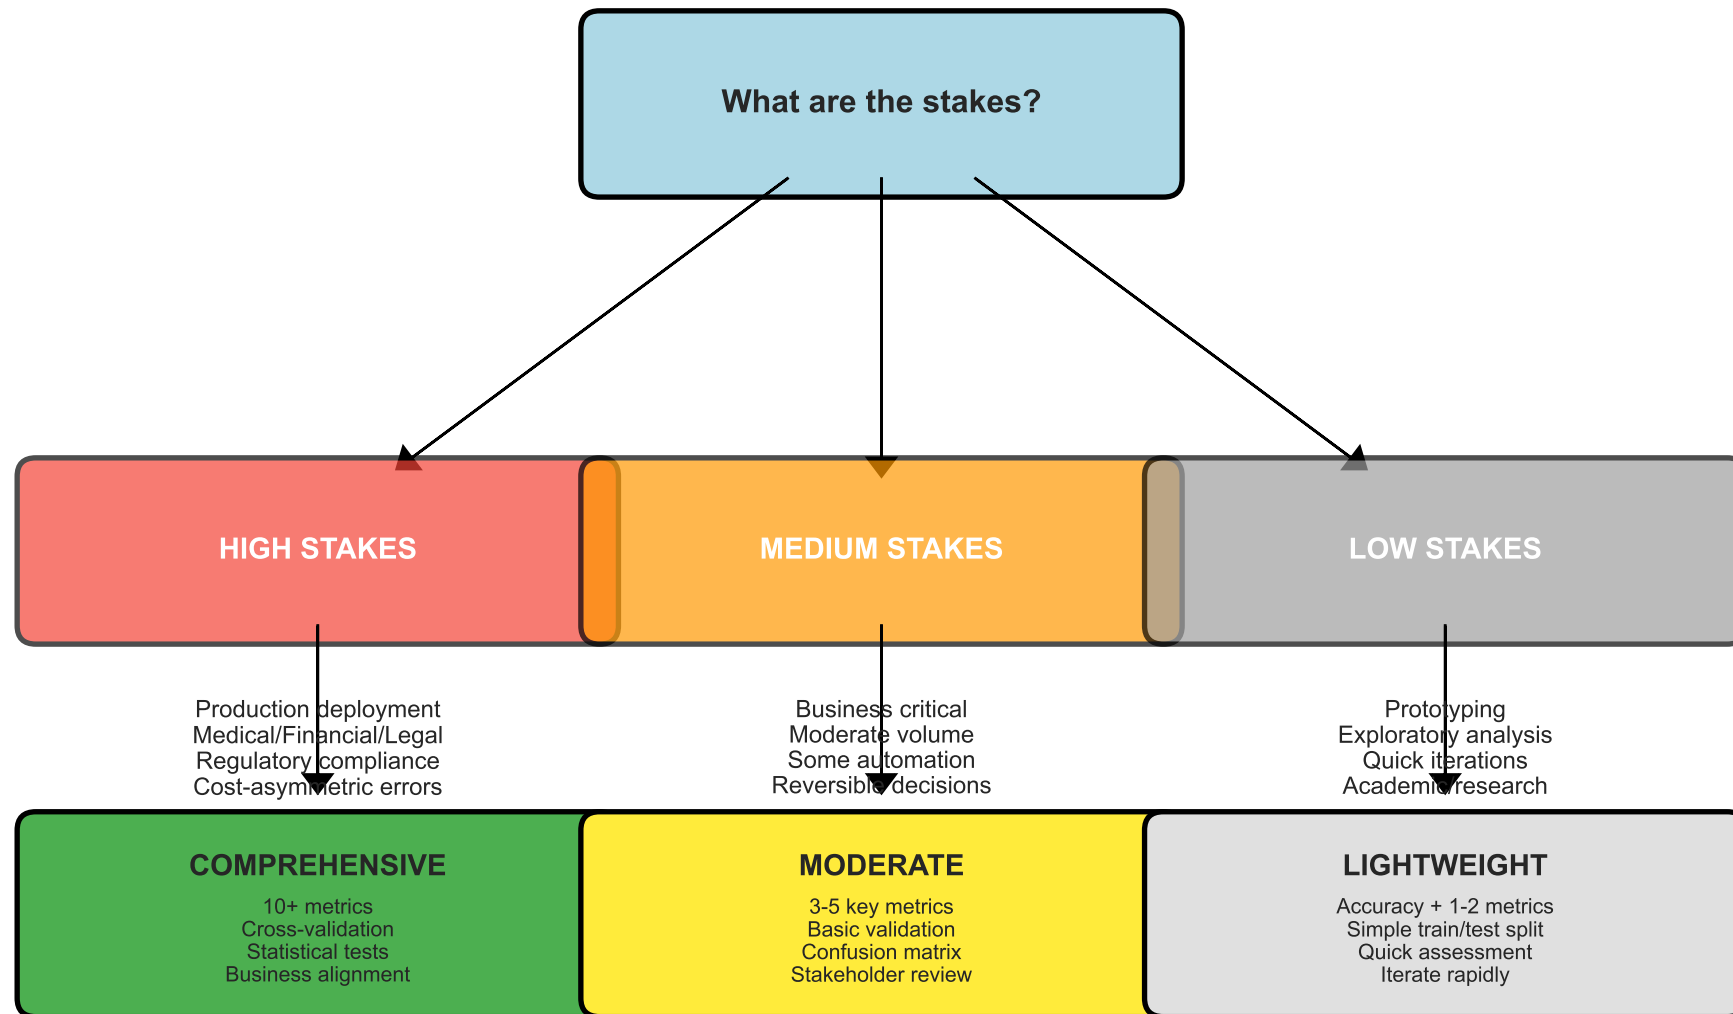 What are the stakes?
HIGH STAKES
MEDIUM STAKES
LOW STAKES
Production deployment
Medical/Financial/Legal
Regulatory compliance
Cost-asymmetric errors
Business critical
Moderate volume
Some automation
Reversible decisions
Prototyping
Exploratory analysis
Quick iterations
Academic/research
COMPREHENSIVE
10+ metrics
Cross-validation
Statistical tests
Business alignment
MODERATE
3-5 key metrics
Basic validation
Confusion matrix
Stakeholder review
LIGHTWEIGHT
Accuracy + 1-2 metrics
Simple train/test split
Quick assessment
Iterate rapidly